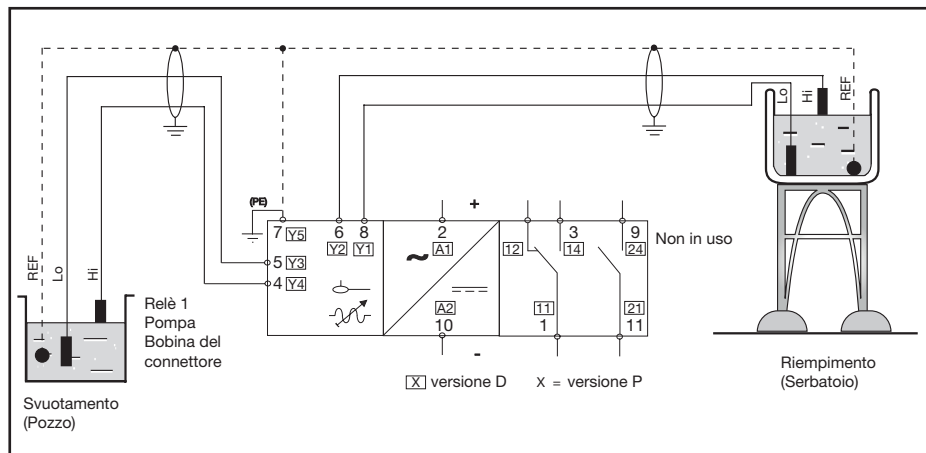 REF
Lo
Hi
Svuotamento
(Pozzo)
Relè 1
Pompa
Bobina del
connettore
(PE)
7 Y5
6 Y2
8 Y1
5 Y3
4 Y4
+
2
A1
~
A2
10
-
12
3
14
9
24
11
1
21
11
Non in uso
X versione D
X = versione P
Lo
Hi
REF
Riempimento
(Serbatoio)